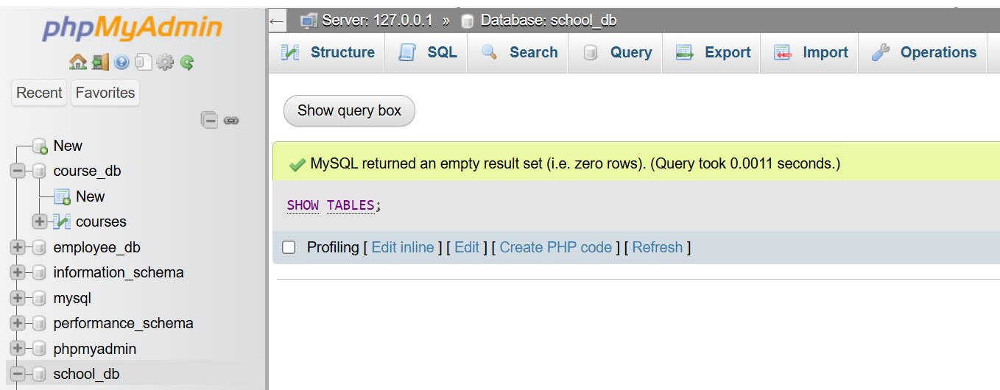 phpMyAdmin
Recent Favorites
New
course_db
New
courses
employee_db
information_schema
mysql
performance_schema
phpmyadmin
school_db
← Server: 127.0.0.1 » Database: school_db
Structure SQL Search Query Export Import Operations
Show query box
MySQL returned an empty result set (i.e. zero rows). (Query took 0.0011 seconds.)
SHOW TABLES;
Profiling [ Edit inline ] [ Edit ] [ Create PHP code ] [ Refresh ]